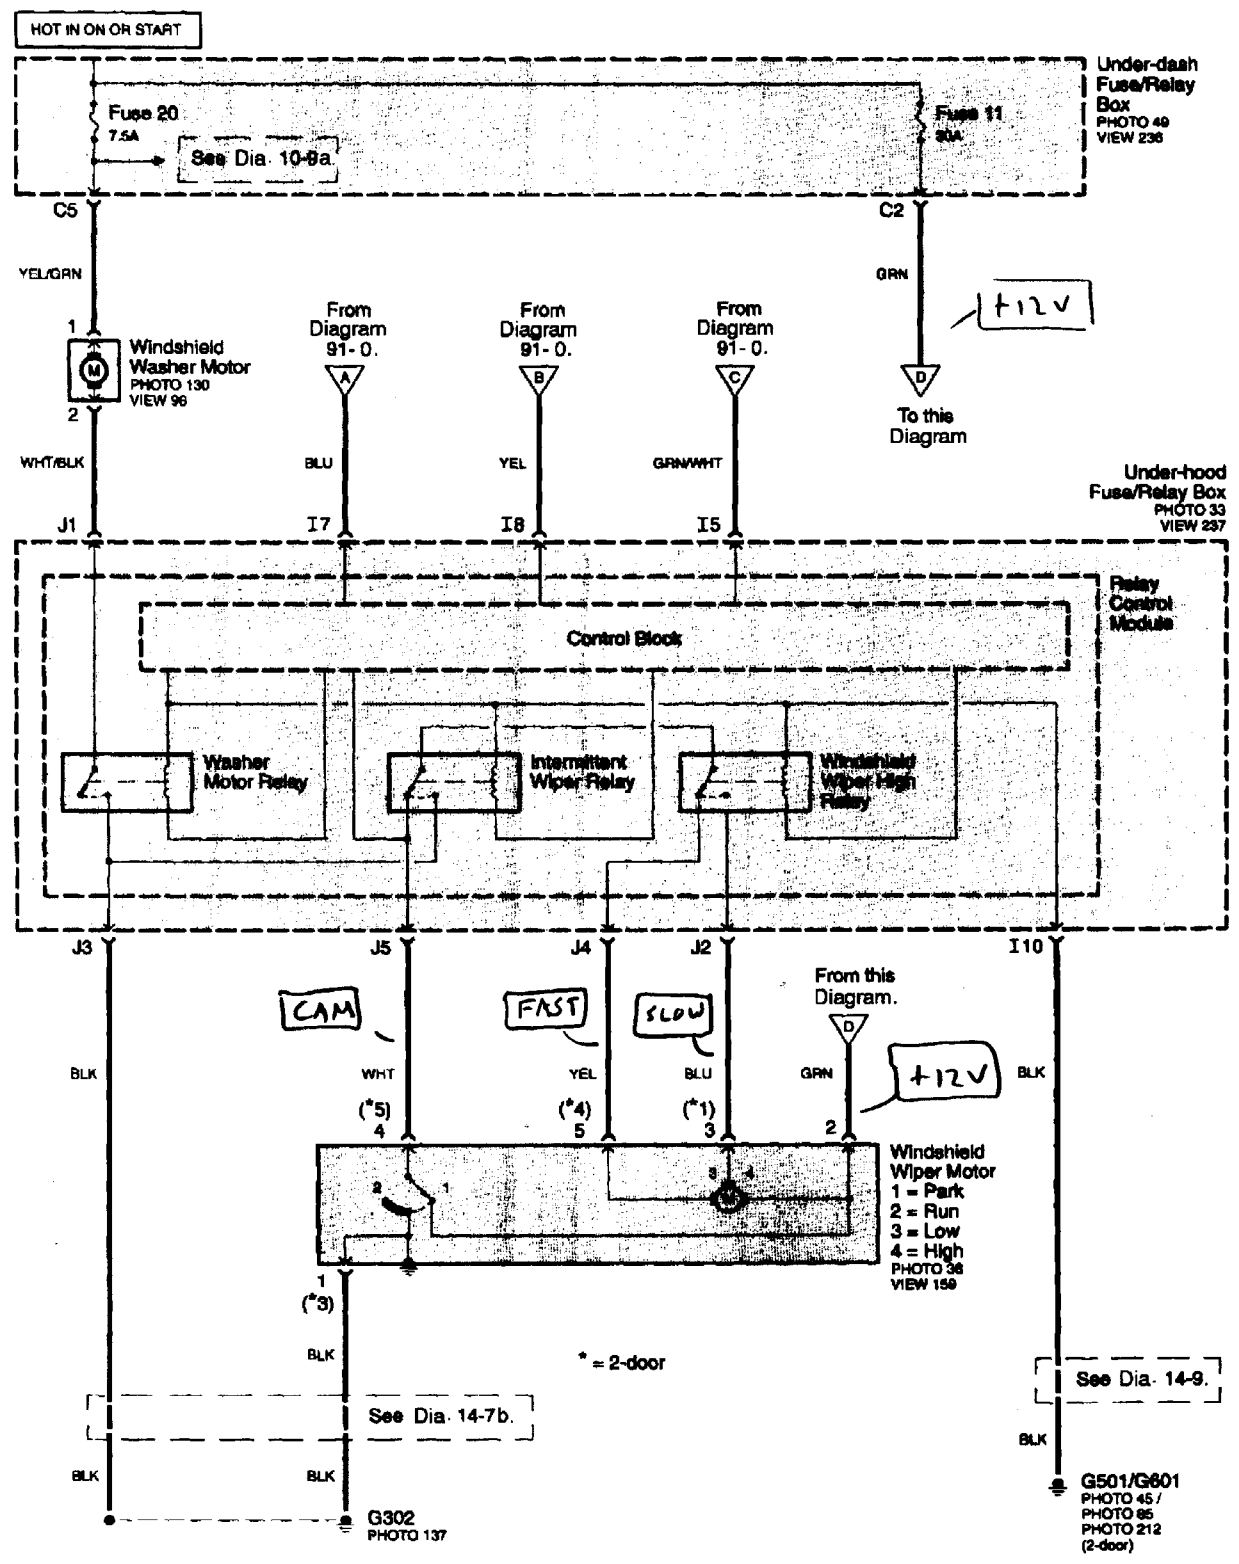 HOT IN ON OR START
Under-dash
Fuse/Relay
Box
PHOTO 49
VIEW 236
Fuse 20
7.5A
See Dia. 10-9a.
Fuse 11
30A
C5
C2
YEL/GRN
GRN
+12V
1
Windshield
Washer Motor
PHOTO 130
VIEW 96
M
2
From
Diagram
91-0.
A
From
Diagram
91-0.
B
From
Diagram
91-0.
C
D
To this
Diagram
WHT/BLK
BLU
YEL
GRN/WHT
Under-hood
Fuse/Relay Box
PHOTO 33
VIEW 237
J1
I7
I8
I5
Relay
Control
Module
Control Block
Washer
Motor Relay
Intermittent
Wiper Relay
Windshield
Wiper High
Relay
J3
J5
J4
J2
I10
From this
Diagram.
D
CAM
FAST
SLOW
+12V
BLK
WHT
YEL
BLU
GRN
BLK
(*5)
(*4)
(*1)
4
5
3
2
Windshield
Wiper Motor
1 = Park
2 = Run
3 = Low
4 = High
PHOTO 36
VIEW 159
2
1
3
4
M
1
(*3)
BLK
* = 2-door
See Dia. 14-7b.
See Dia. 14-9.
BLK
BLK
BLK
G302
PHOTO 137
G501/G601
PHOTO 45 /
PHOTO 85
PHOTO 212
(2-door)